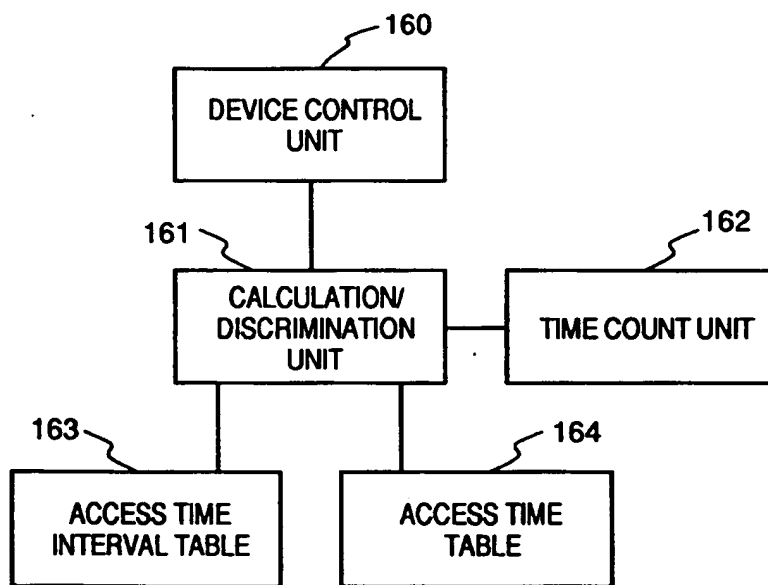 160
DEVICE CONTROL
UNIT
161
162
CALCULATION/
DISCRIMINATION
UNIT
TIME COUNT UNIT
163
164
ACCESS TIME
INTERVAL TABLE
ACCESS TIME
TABLE